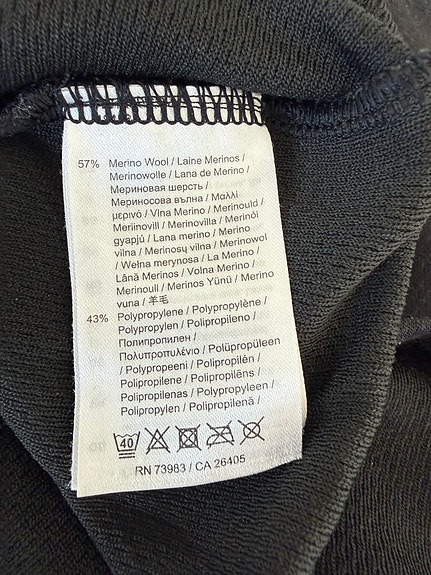 57% Merino Wool / Laine Merinos /
Merinowolle / Lana de Merino /
Мериновая шерсть /
Мериносова вълна / Μαλλί
μερινό / Vlna Merino / Merinould /
Meriinovill / Merinovilla / Merinói
gyapjú / Lana merino / Merino
vilna / Merinosų vilna / Merinowol
/ Wełna merynosa / La Merino /
Lână Merinos / Volna Merino /
Merinoull / Merinos Yünü / Merino
vuna / 羊毛
43% Polypropylene / Polypropylène /
Polypropylen / Polipropileno /
Полипропилен /
Πολυπροπυλένιο / Polüpropüleen
/ Polypropeeni / Polipropilén /
Polipropilene / Polipropilēns /
Polipropilenas / Polypropyleen /
Polipropylen / Polipropilenă /
40
RN 73983 / CA 26405